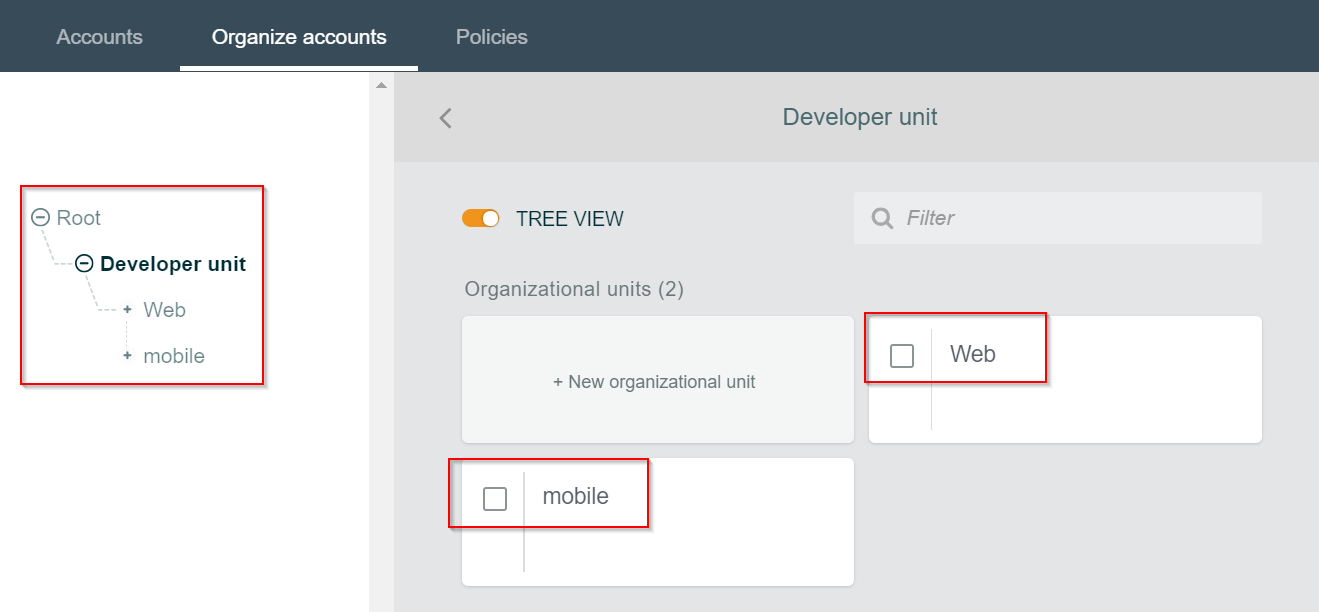 Accounts Organize accounts Policies
Developer unit
Root
Developer unit
Web
mobile
TREE VIEW Filter
Organizational units (2)
+ New organizational unit
Web
mobile